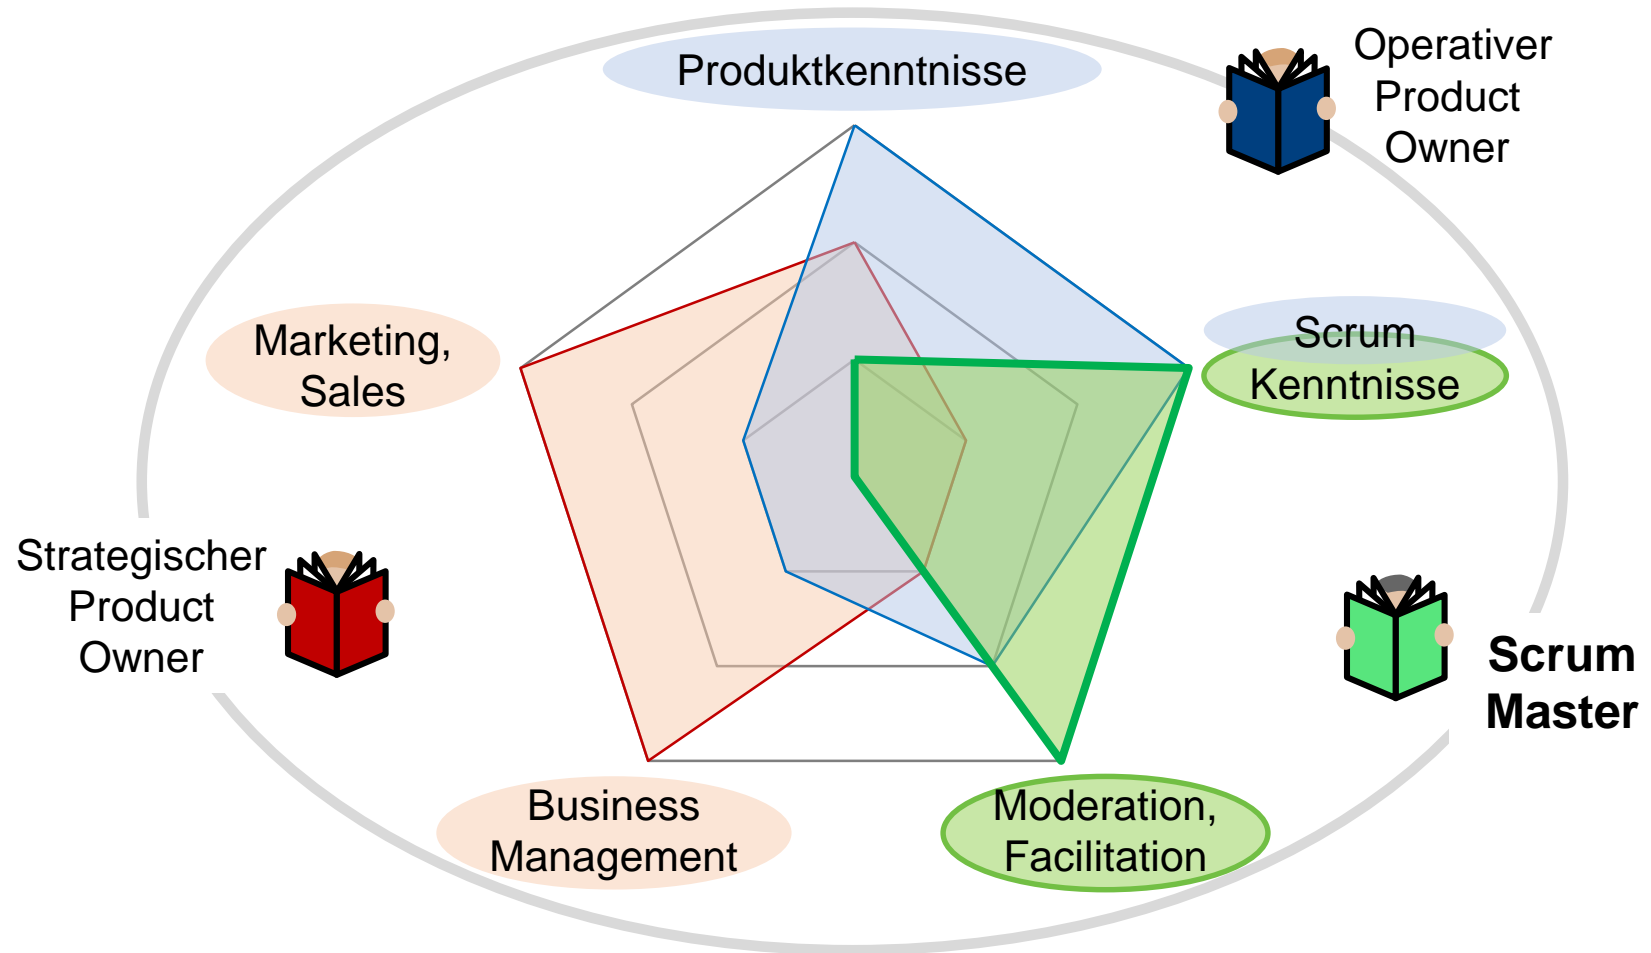 Produktkenntnisse
Operativer
Product
Owner
Marketing,
Sales
Scrum
Kenntnisse
Strategischer
Product
Owner
Scrum
Master
Business
Management
Moderation,
Facilitation